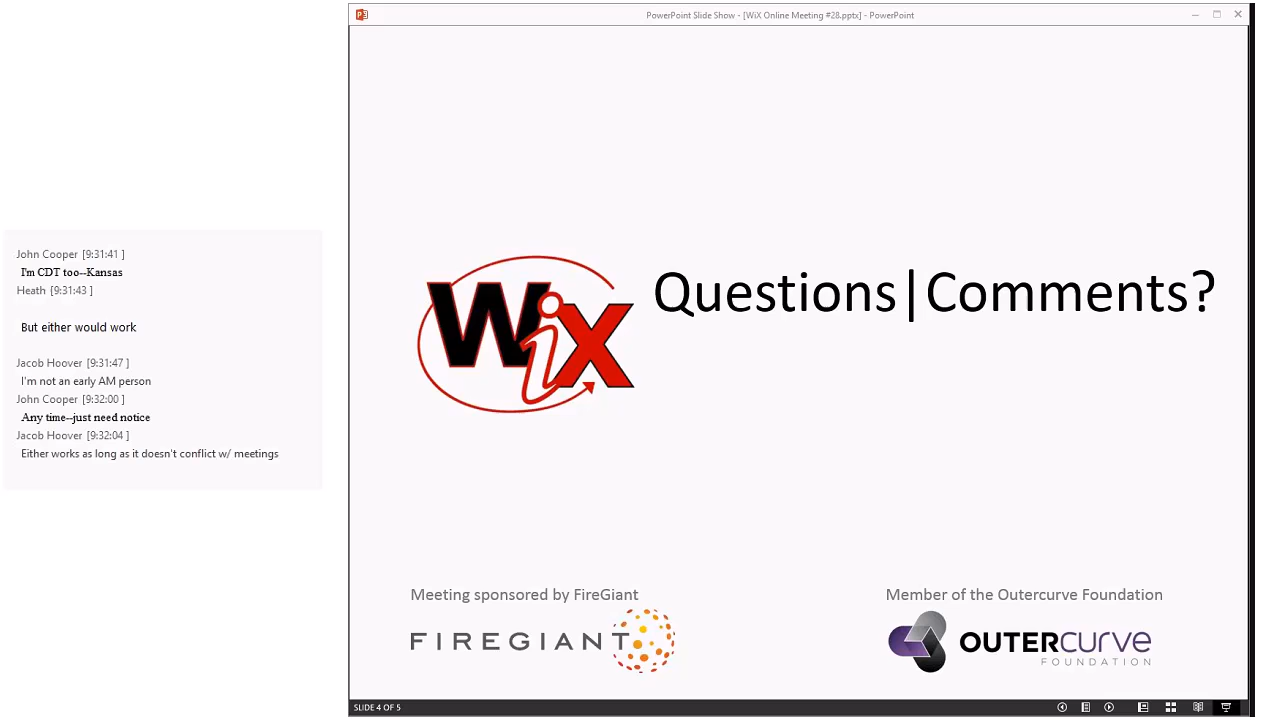 PowerPoint Slide Show - [WiX Online Meeting #28.pptx] - PowerPoint
John Cooper [9:31:41 ]
I'm CDT too--Kansas
Heath [9:31:43 ]
But either would work
Jacob Hoover [9:31:47 ]
I'm not an early AM person
John Cooper [9:32:00 ]
Any time--just need notice
Jacob Hoover [9:32:04 ]
Either works as long as it doesn't conflict w/ meetings
WiX
Questions|Comments?
Meeting sponsored by FireGiant
FIREGIANT
Member of the Outercurve Foundation
OUTERCURVE
FOUNDATION
SLIDE 4 OF 5